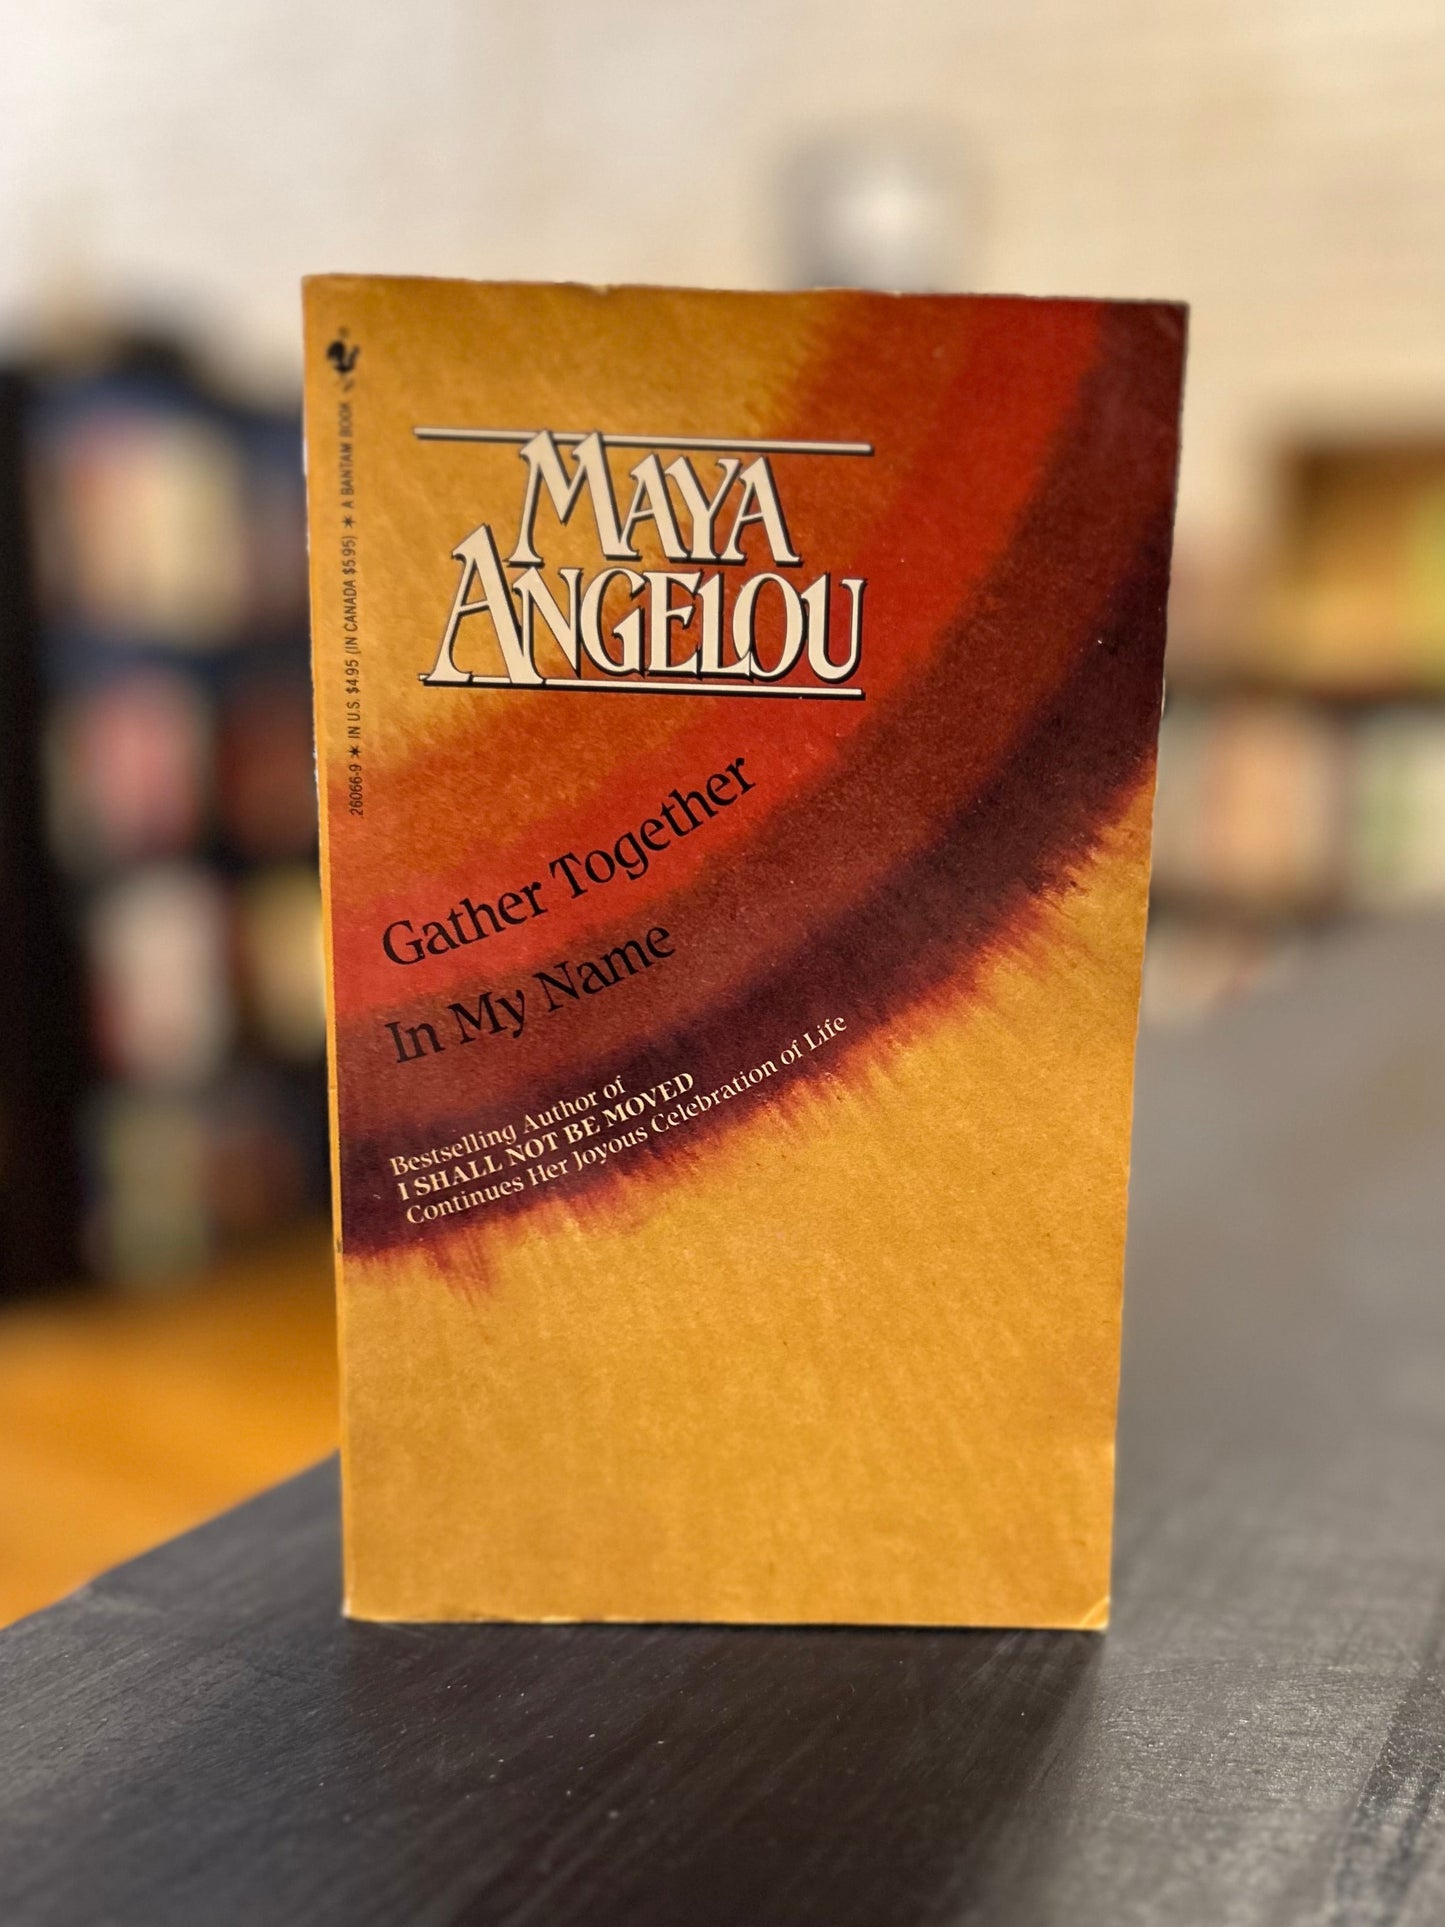 26066-9 * IN U.S. $4.95 (IN CANADA $5.95) * A BANTAM BOOK
MAYA
ANGELOU
Gather Together
In My Name
Bestselling Author of
I SHALL NOT BE MOVED
Continues Her Joyous Celebration of Life